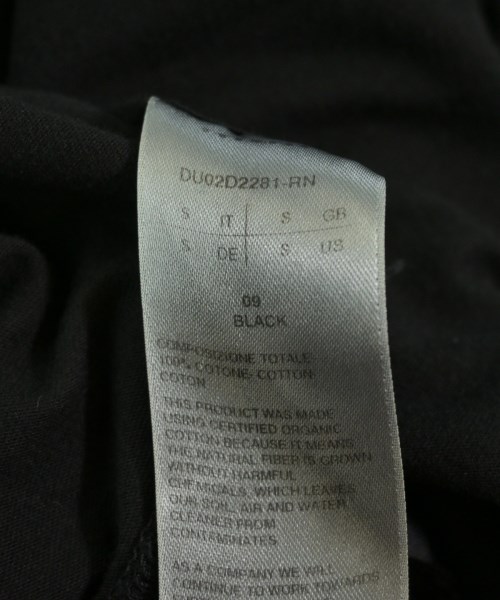 DU02D2281-RN
S IT S GB
S DE S US
09
BLACK
COMPOSIZIONE TOTALE
100% COTONE- COTTON
COTON
THIS PRODUCT WAS MADE
USING CERTIFIED ORGANIC
COTTON BECAUSE IT MEANS
THE NATURAL FIBER IS GROWN
WITHOUT HARMFUL
CHEMICALS, WHICH LEAVES
OUR SOIL, AIR AND WATER
CLEANER FROM
CONTAMINATES
AS A COMPANY WE WILL
CONTINUE TO WORK TOWARDS